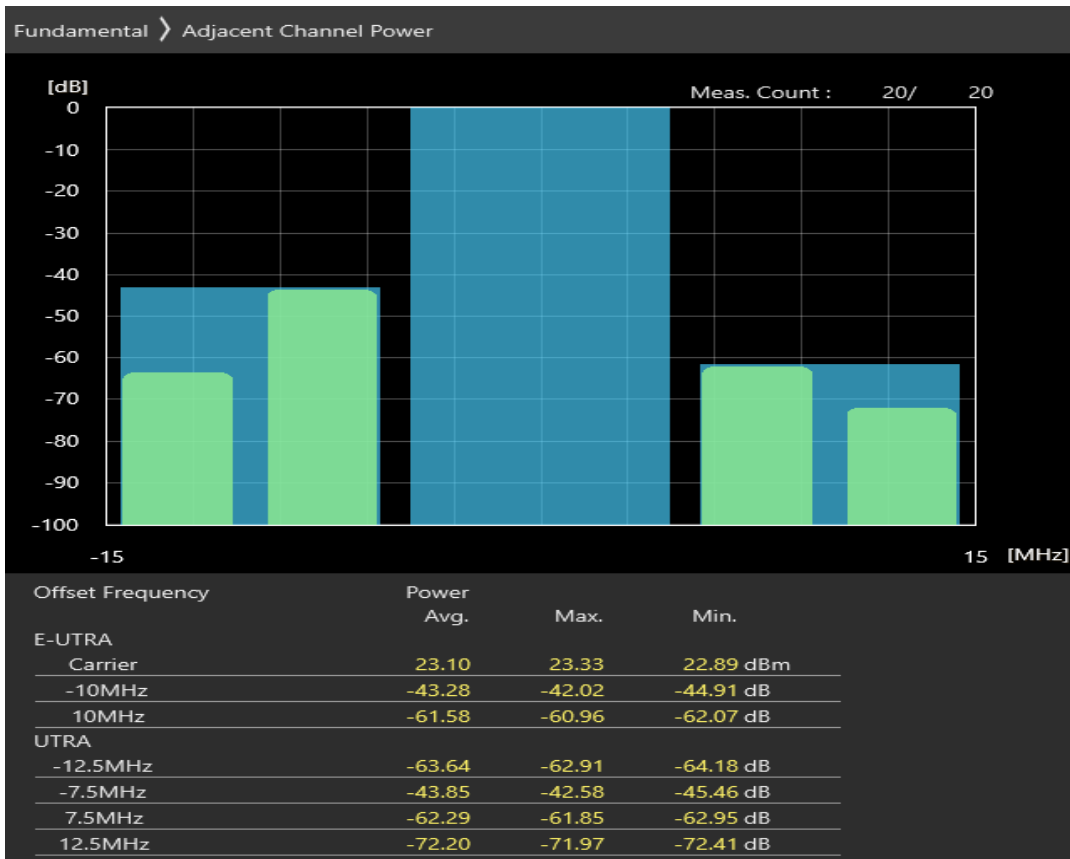 Fundamental 〉 Adjacent Channel Power
[dB]
Meas. Count : 20/ 20
0
-10
-20
-30
-40
-50
-60
-70
-80
-90
-100
-15 15 [MHz]
Offset Frequency Power
Avg. Max. Min.
E-UTRA
Carrier 23.10 23.33 22.89 dBm
-10MHz -43.28 -42.02 -44.91 dB
10MHz -61.58 -60.96 -62.07 dB
UTRA
-12.5MHz -63.64 -62.91 -64.18 dB
-7.5MHz -43.85 -42.58 -45.46 dB
7.5MHz -62.29 -61.85 -62.95 dB
12.5MHz -72.20 -71.97 -72.41 dB